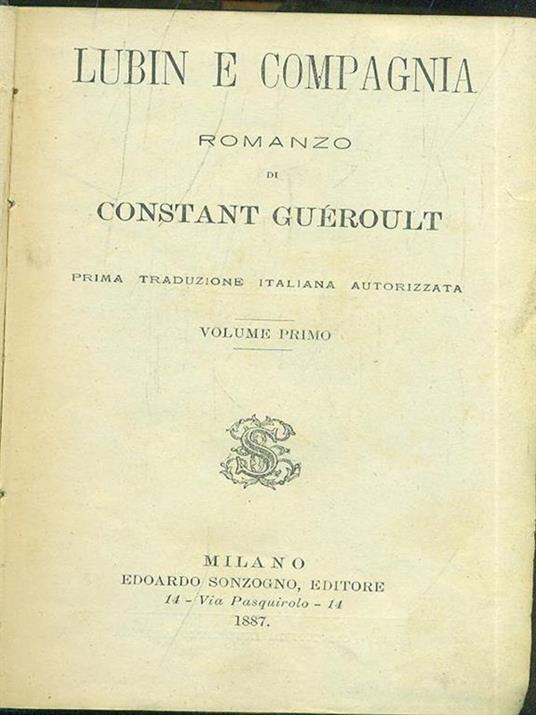 LUBIN E COMPAGNIA
ROMANZO
DI
CONSTANT GUÉROULT
PRIMA TRADUZIONE ITALIANA AUTORIZZATA
VOLUME PRIMO
MILANO
EDOARDO SONZOGNO, EDITORE
14 - Via Pasquirolo - 14
1887.